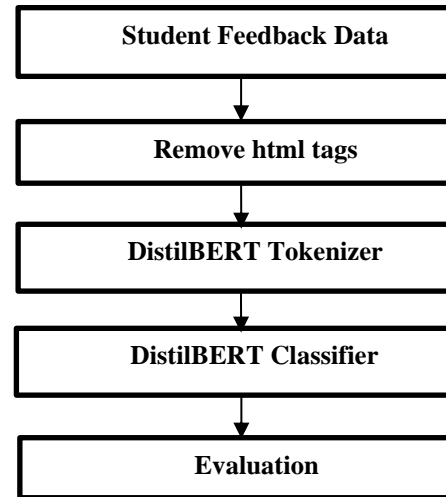 Student Feedback Data
Remove html tags
DistilBERT Tokenizer
DistilBERT Classifier
Evaluation